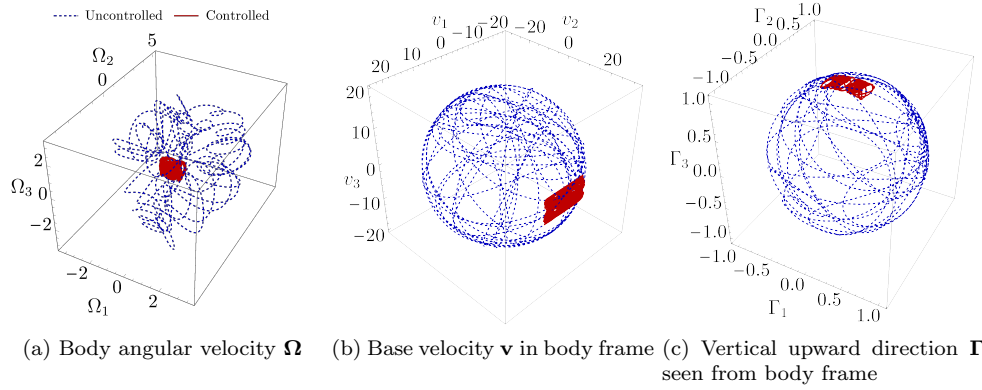 Uncontrolled Controlled
Ω₂
5
0
2
Ω₃ 0
−2
−2
0
2
Ω₁
v₁ −20 −20 v₂
−10 0
0 20
10
20
20
10
0
v₃
−10
−20
Γ₂ 1.0
0.5
0.0
−0.5
−1.0
1.0
0.5
Γ₃
0.0
−0.5
−1.0
−1.0
−0.5
0.0
0.5
Γ₁ 1.0
(a) Body angular velocity Ω
(b) Base velocity v in body frame
(c) Vertical upward direction Γ
seen from body frame